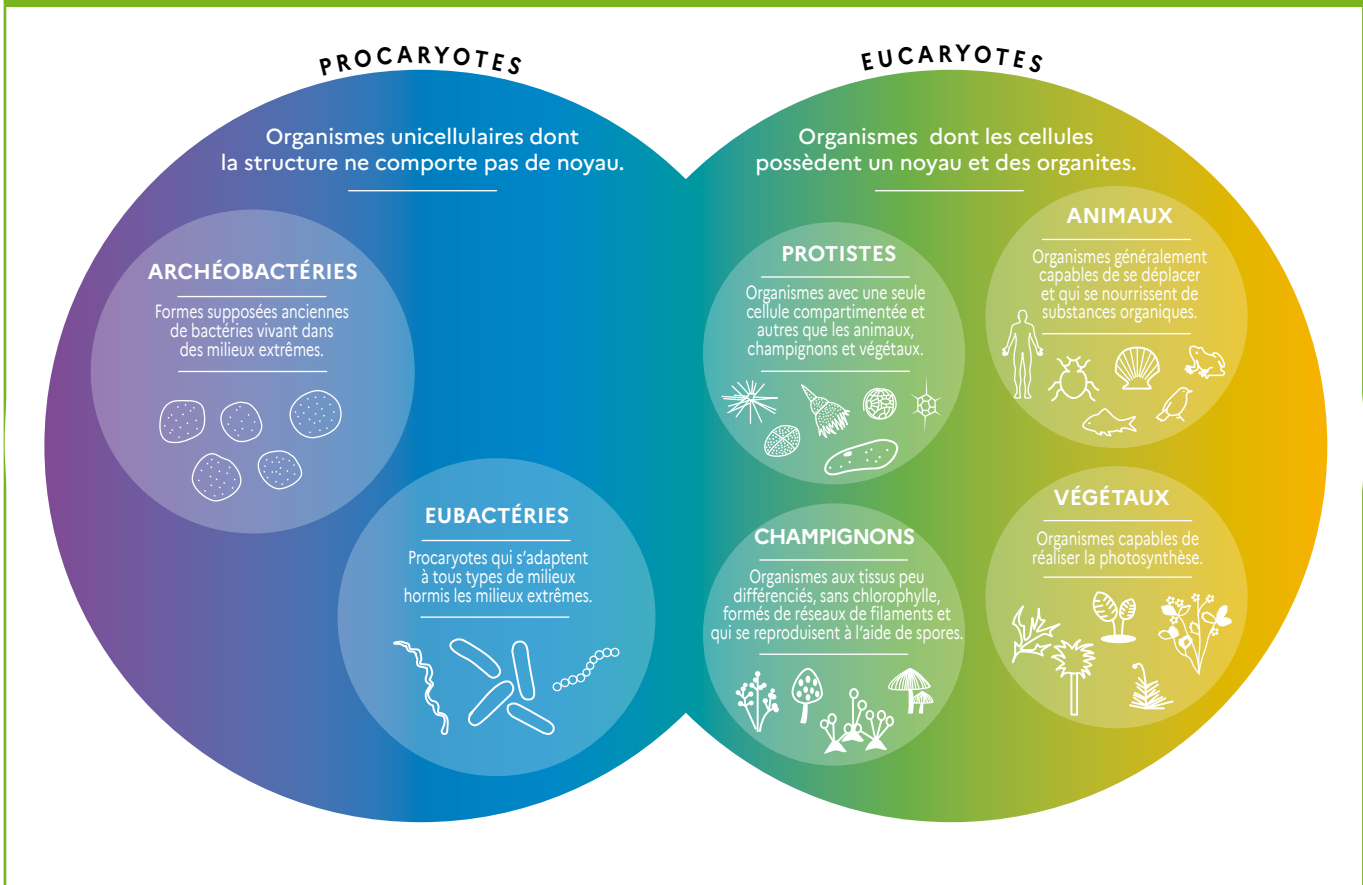 PROCARYOTES
Organismes unicellulaires dont
la structure ne comporte pas de noyau.
ARCHÉOBACTÉRIES
Formes supposées anciennes
de bactéries vivant dans
des milieux extrêmes.
EUBACTÉRIES
Procaryotes qui s’adaptent
à tous types de milieux
hormis les milieux extrêmes.
EUCARYOTES
Organismes dont les cellules
possèdent un noyau et des organites.
PROTISTES
Organismes avec une seule
cellule compartimentée et
autres que les animaux,
champignons et végétaux.
ANIMAUX
Organismes généralement
capables de se déplacer
et qui se nourrissent de
substances organiques.
CHAMPIGNONS
Organismes aux tissus peu
différenciés, sans chlorophylle,
formés de réseaux de filaments et
qui se reproduisent à l’aide de spores.
VÉGÉTAUX
Organismes capables de
réaliser la photosynthèse.